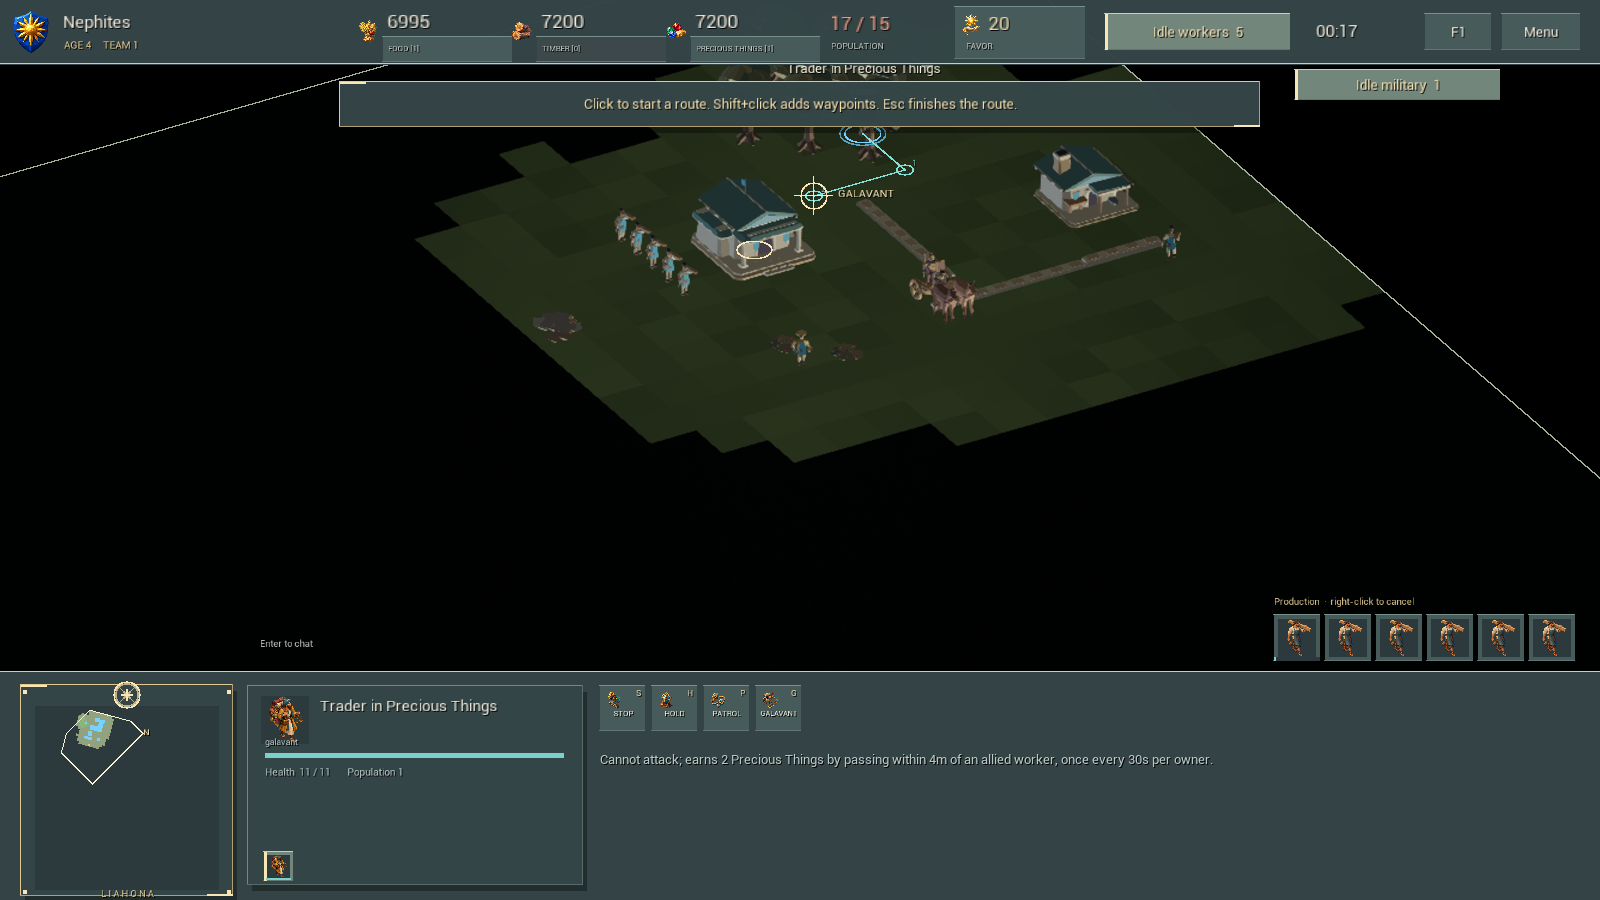 Nephites
AGE 4 TEAM 1
6995
FOOD [1]
7200
TIMBER [0]
7200
PRECIOUS THINGS [1]
17 / 15
POPULATION
20
FAVOR
Idle workers 5
00:17
F1
Menu
Trader in Precious Things
Idle military 1
Click to start a route. Shift+click adds waypoints. Esc finishes the route.
1
GALAVANT
Production · right-click to cancel
Enter to chat
N
LIAHONA
Trader in Precious Things
galavant
Health 11 / 11 Population 1
S
STOP
H
HOLD
P
PATROL
G
GALAVANT
Cannot attack; earns 2 Precious Things by passing within 4m of an allied worker, once every 30s per owner.